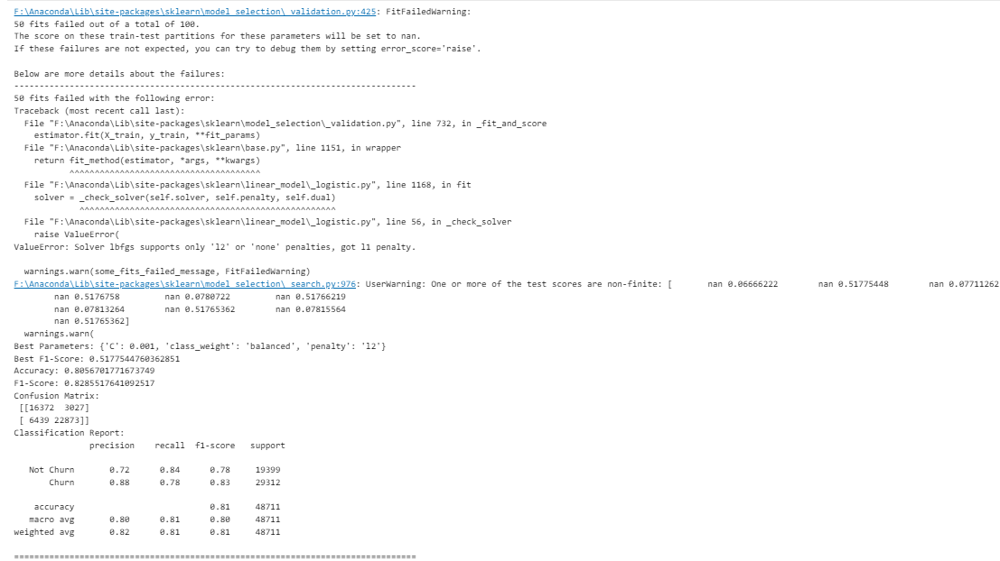 F:\Anaconda\Lib\site-packages\sklearn\model_selection\_validation.py:425: FitFailedWarning:
50 fits failed out of a total of 100.
The score on these train-test partitions for these parameters will be set to nan.
If these failures are not expected, you can try to debug them by setting error_score='raise'.
Below are more details about the failures:
--------------------------------------------------------------------------------
50 fits failed with the following error:
Traceback (most recent call last):
  File "F:\Anaconda\Lib\site-packages\sklearn\model_selection\_validation.py", line 732, in _fit_and_score
    estimator.fit(X_train, y_train, **fit_params)
  File "F:\Anaconda\Lib\site-packages\sklearn\base.py", line 1151, in wrapper
    return fit_method(estimator, *args, **kwargs)
           ^^^^^^^^^^^^^^^^^^^^^^^^^^^^^^^^^^^^^^
  File "F:\Anaconda\Lib\site-packages\sklearn\linear_model\_logistic.py", line 1168, in fit
    solver = _check_solver(self.solver, self.penalty, self.dual)
             ^^^^^^^^^^^^^^^^^^^^^^^^^^^^^^^^^^^^^^^^^^^^^^^^^^^
  File "F:\Anaconda\Lib\site-packages\sklearn\linear_model\_logistic.py", line 56, in _check_solver
    raise ValueError(
ValueError: Solver lbfgs supports only 'l2' or 'none' penalties, got l1 penalty.
  warnings.warn(some_fits_failed_message, FitFailedWarning)
F:\Anaconda\Lib\site-packages\sklearn\model_selection\_search.py:976: UserWarning: One or more of the test scores are non-finite: [       nan 0.06666222        nan 0.51775448        nan 0.07711262
        nan 0.5176758         nan 0.0780722         nan 0.51766219
        nan 0.07813264        nan 0.51765362        nan 0.07815564
        nan 0.51765362]
  warnings.warn(
Best Parameters: {'C': 0.001, 'class_weight': 'balanced', 'penalty': 'l2'}
Best F1-Score: 0.5177544760362851
Accuracy: 0.8056701771673749
F1-Score: 0.8285517641092517
Confusion Matrix:
 [[16372  3027]
 [ 6439 22873]]
Classification Report:
               precision    recall  f1-score   support
   Not Churn       0.72      0.84      0.78     19399
       Churn       0.88      0.78      0.83     29312
    accuracy                           0.81     48711
   macro avg       0.80      0.81      0.80     48711
weighted avg       0.82      0.81      0.81     48711
================================================================================